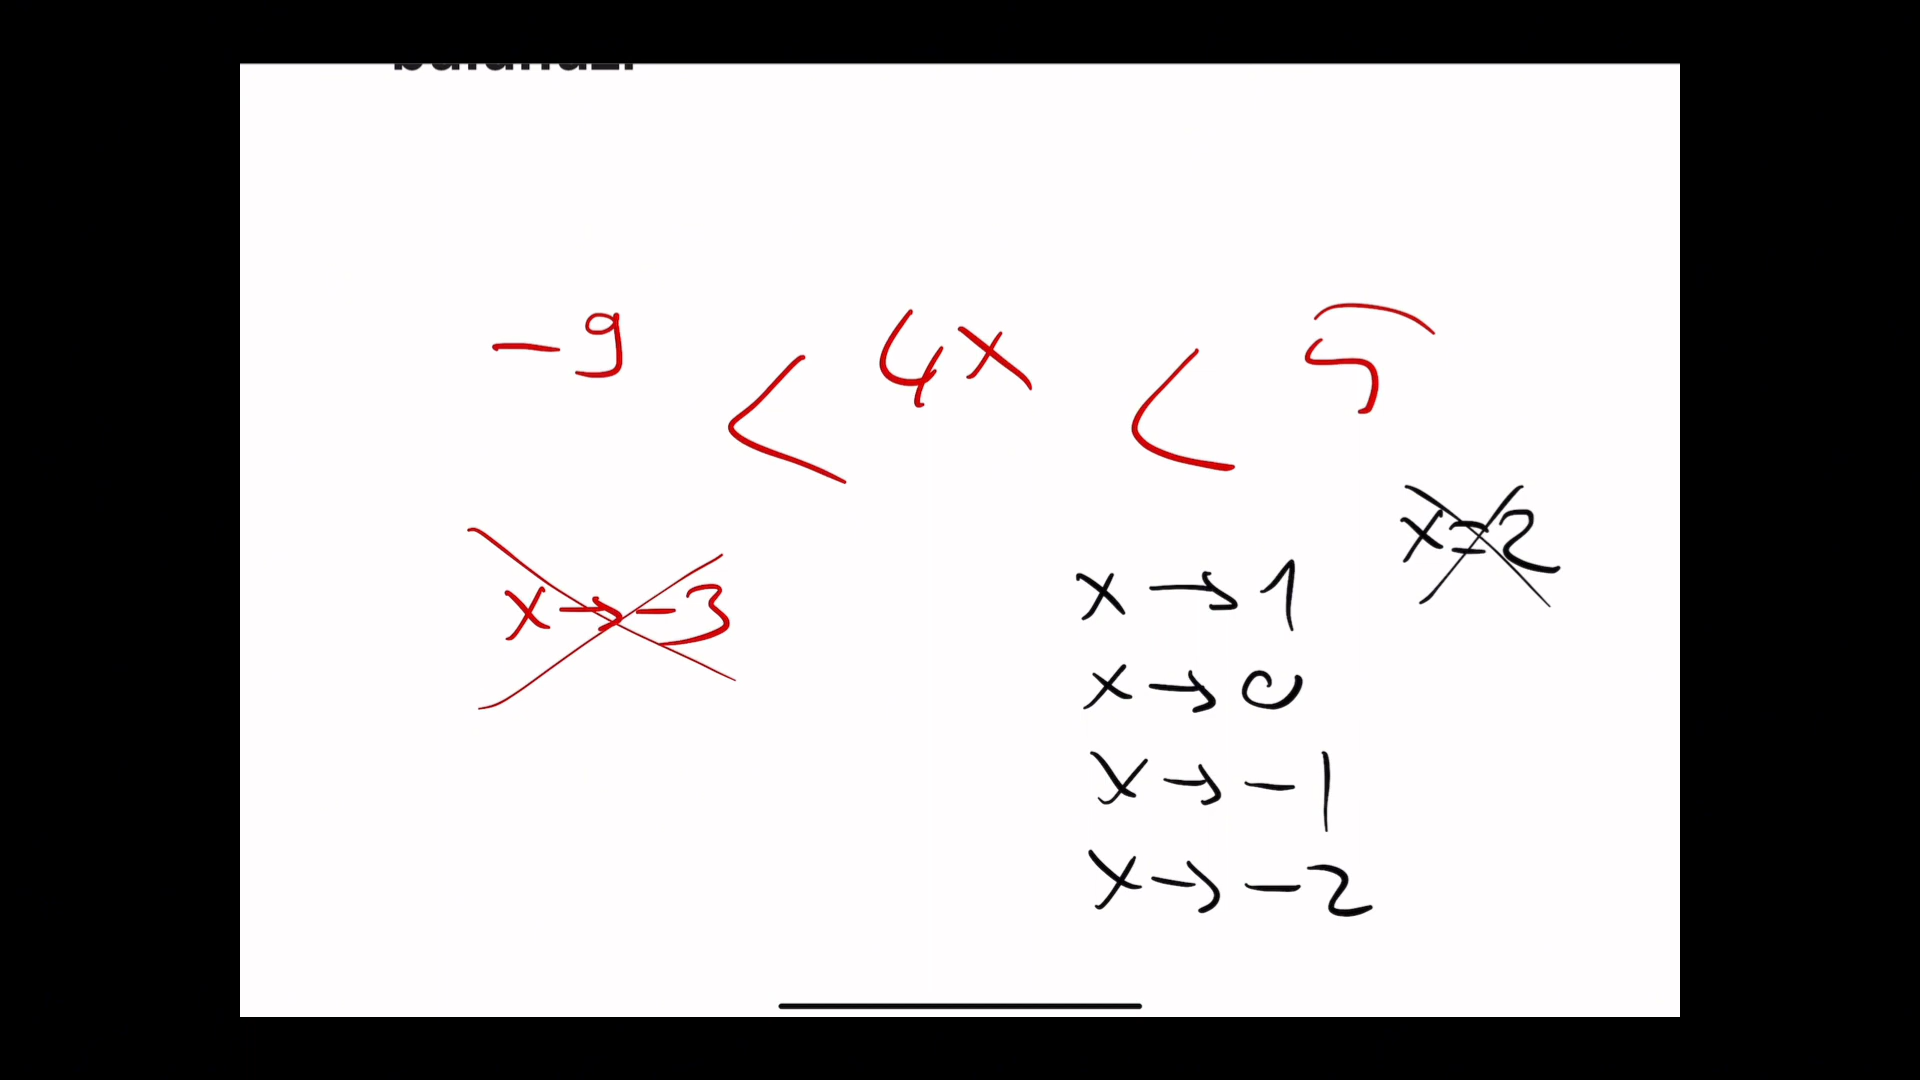 -9 < 4x < 5
x=2
x→-3
x→1
x→0
x→-1
x→-2